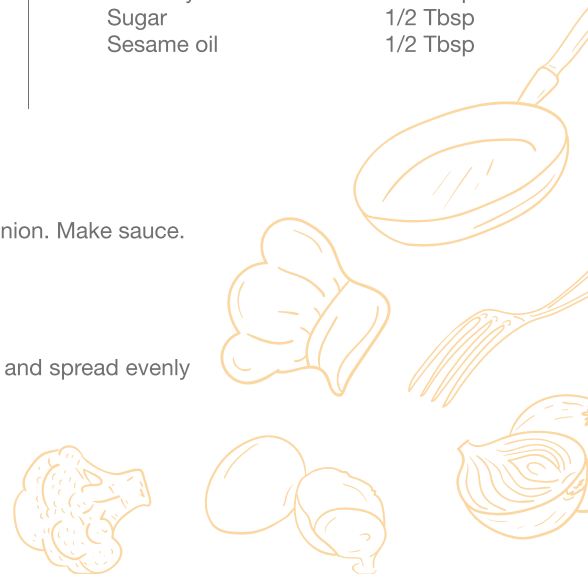 Sugar 1/2 Tbsp
Sesame oil 1/2 Tbsp
nion. Make sauce.
and spread evenly